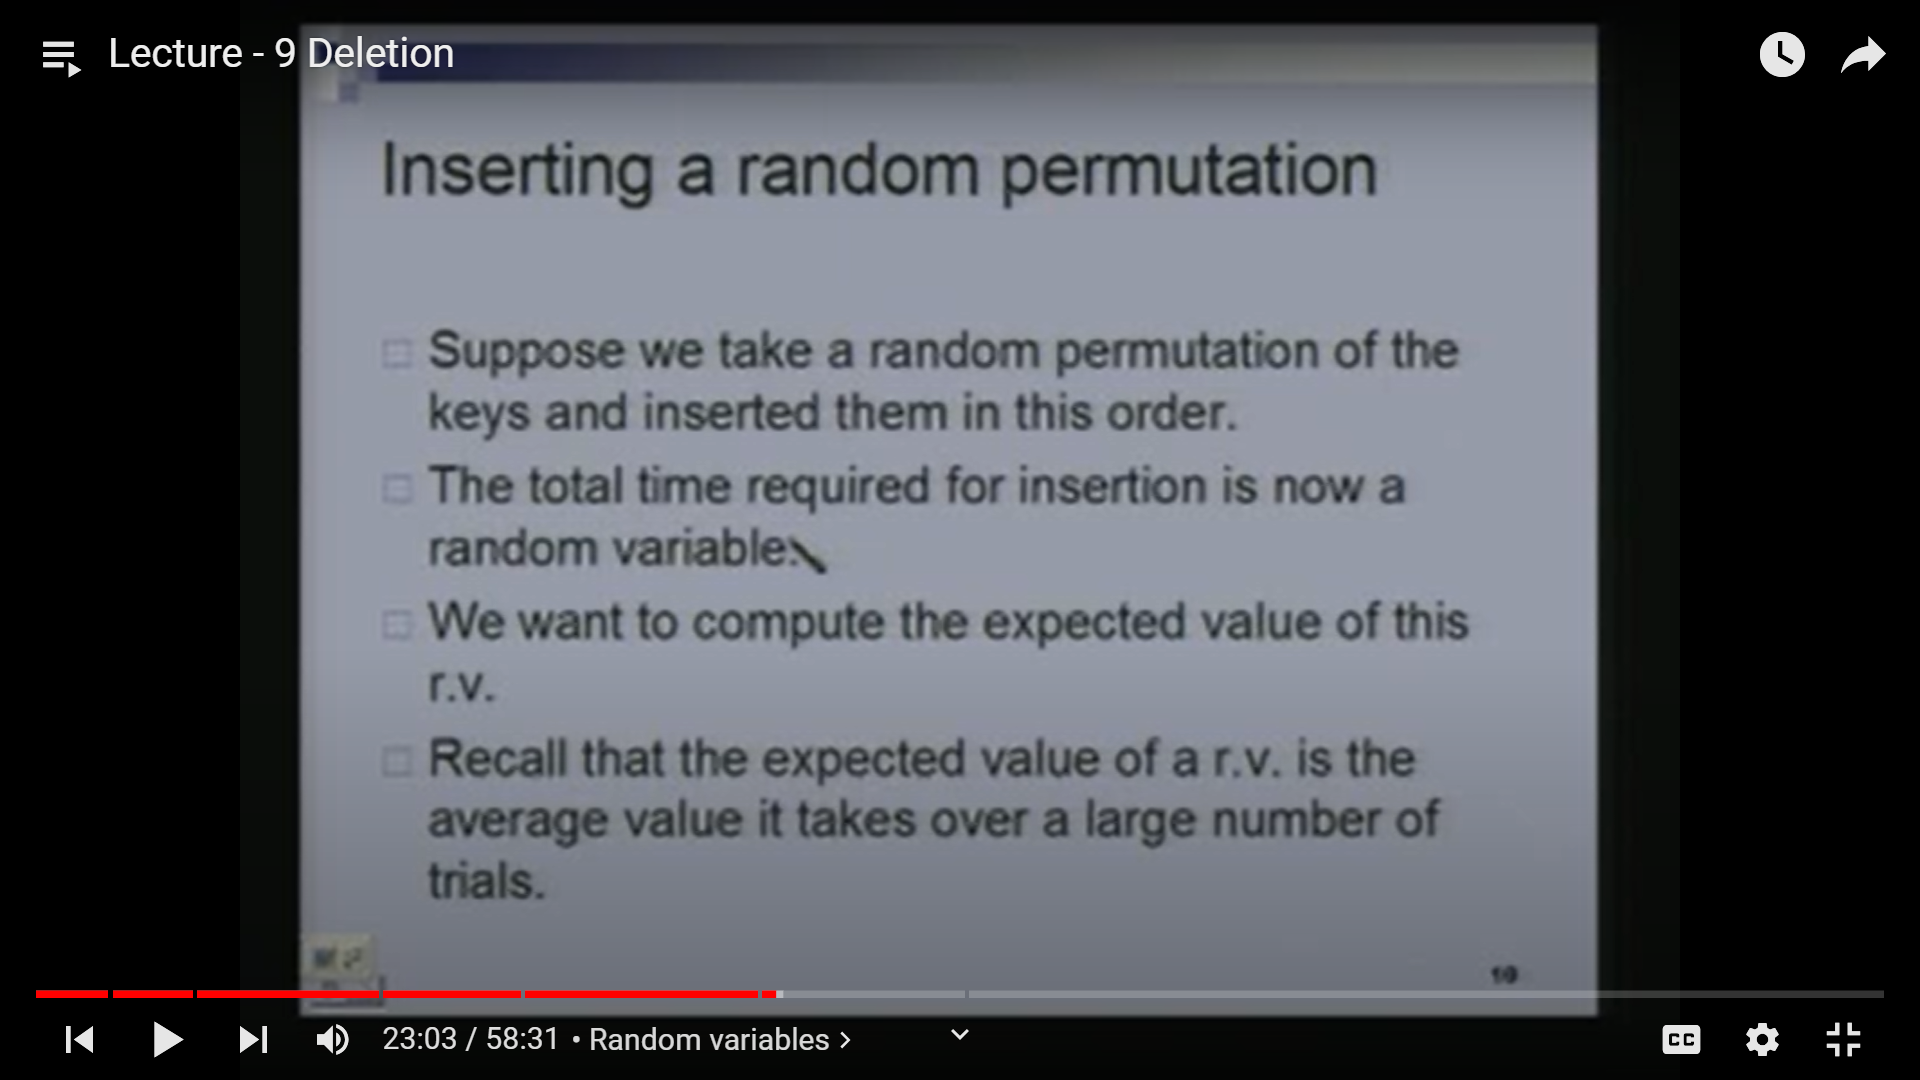 Lecture - 9 Deletion
Inserting a random permutation
Suppose we take a random permutation of the
keys and inserted them in this order.
The total time required for insertion is now a
random variable.
We want to compute the expected value of this
r.v.
Recall that the expected value of a r.v. is the
average value it takes over a large number of
trials.
10
23:03 / 58:31 • Random variables >
CC